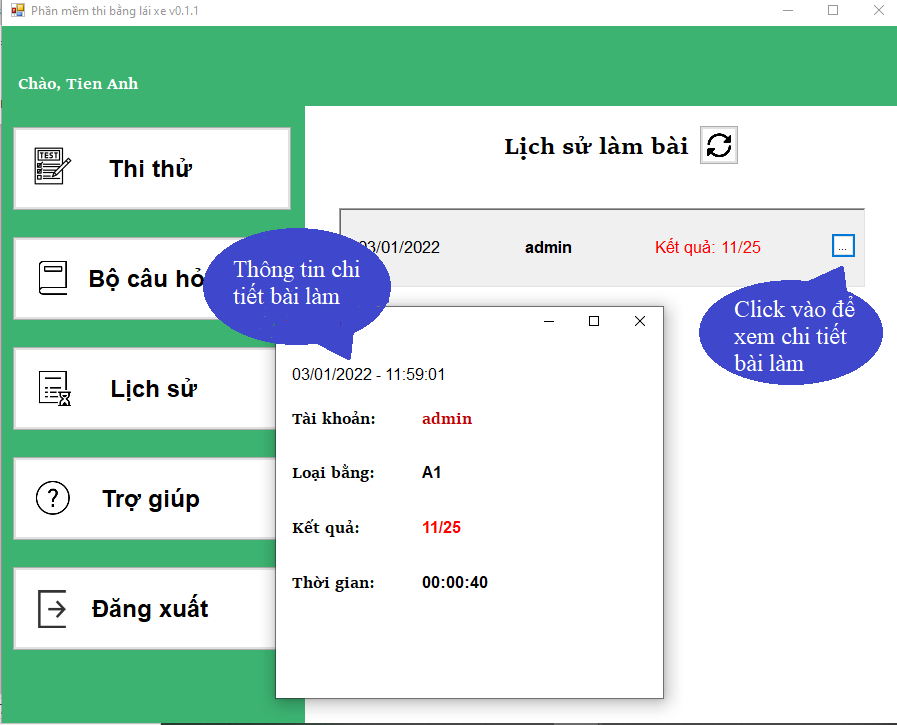 Phần mềm thi bằng lái xe v0.1.1
Chào, Tien Anh
TEST
Thi thử
Bộ câu hỏ
Lịch sử
Trợ giúp
Đăng xuất
Lịch sử làm bài
03/01/2022 admin Kết quả: 11/25 ...
Thông tin chi
tiết bài làm
Click vào để
xem chi tiết
bài làm
03/01/2022 - 11:59:01
Tài khoản: admin
Loại bằng: A1
Kết quả: 11/25
Thời gian: 00:00:40